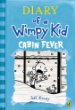 DIARY
of a
Wimpy Kid
CABIN FEVER
Jeff Kinney